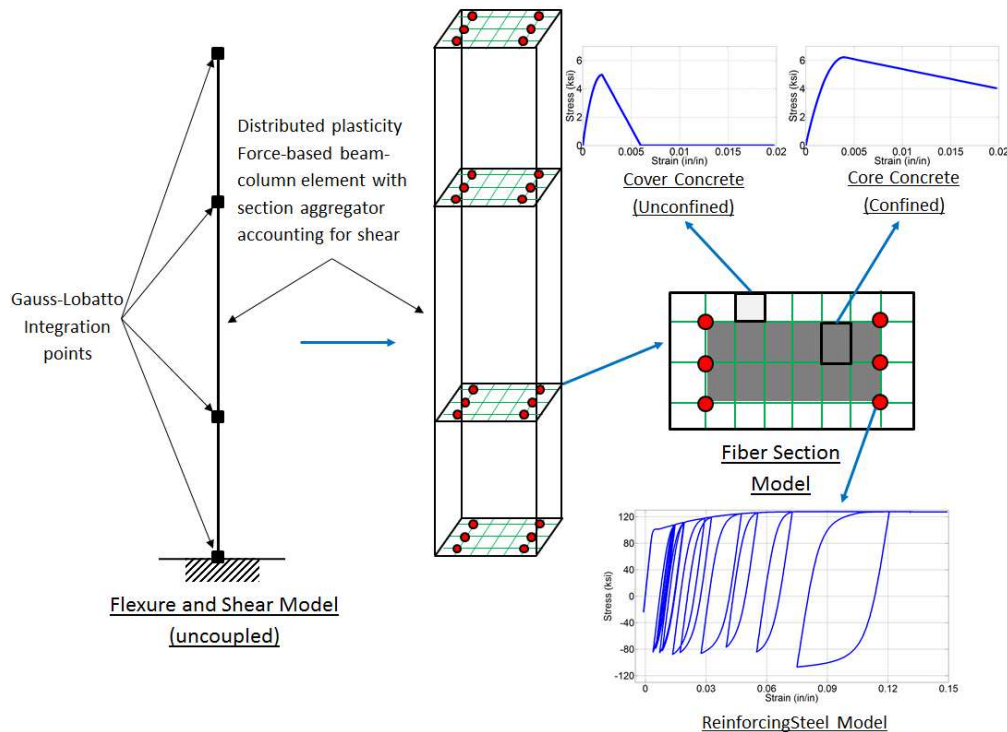 Distributed plasticity
Force-based beam-
column element with
section aggregator
accounting for shear
Gauss-Lobatto
Integration
points
Flexure and Shear Model
(uncoupled)
Stress (ksi)
6
4
2
0
0
0.005
0.01
0.015
0.02
Strain (in/in)
Cover Concrete
(Unconfined)
Stress (ksi)
6
4
2
0
0
0.005
0.01
0.015
0.02
Strain (in/in)
Core Concrete
(Confined)
Fiber Section
Model
Stress (ksi)
120
80
40
0
-40
-80
-120
0
0.03
0.06
0.09
0.12
0.15
Strain (in/in)
ReinforcingSteel Model